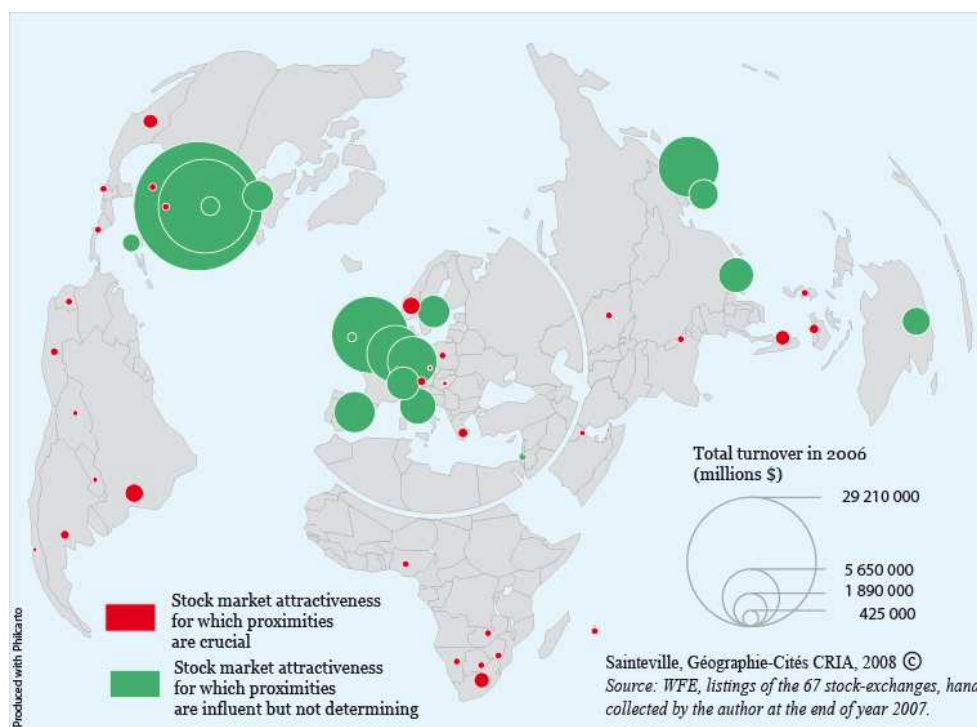 Total turnover in 2006
(millions $)
29 210 000
5 650 000
1 890 000
425 000
Stock market attractiveness
for which proximities
are crucial
Stock market attractiveness
for which proximities
are influent but not determining
Sainteville, Géographie-Cités CRIA, 2008 ©
Source: WFE, listings of the 67 stock-exchanges, hand
collected by the author at the end of year 2007.
Produced with Philcarto